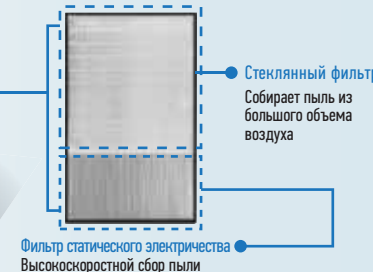 Стеклянный фильтр
Собирает пыль из
большого объема
воздуха
Фильтр статического электричества
Высокоскоростной сбор пыли